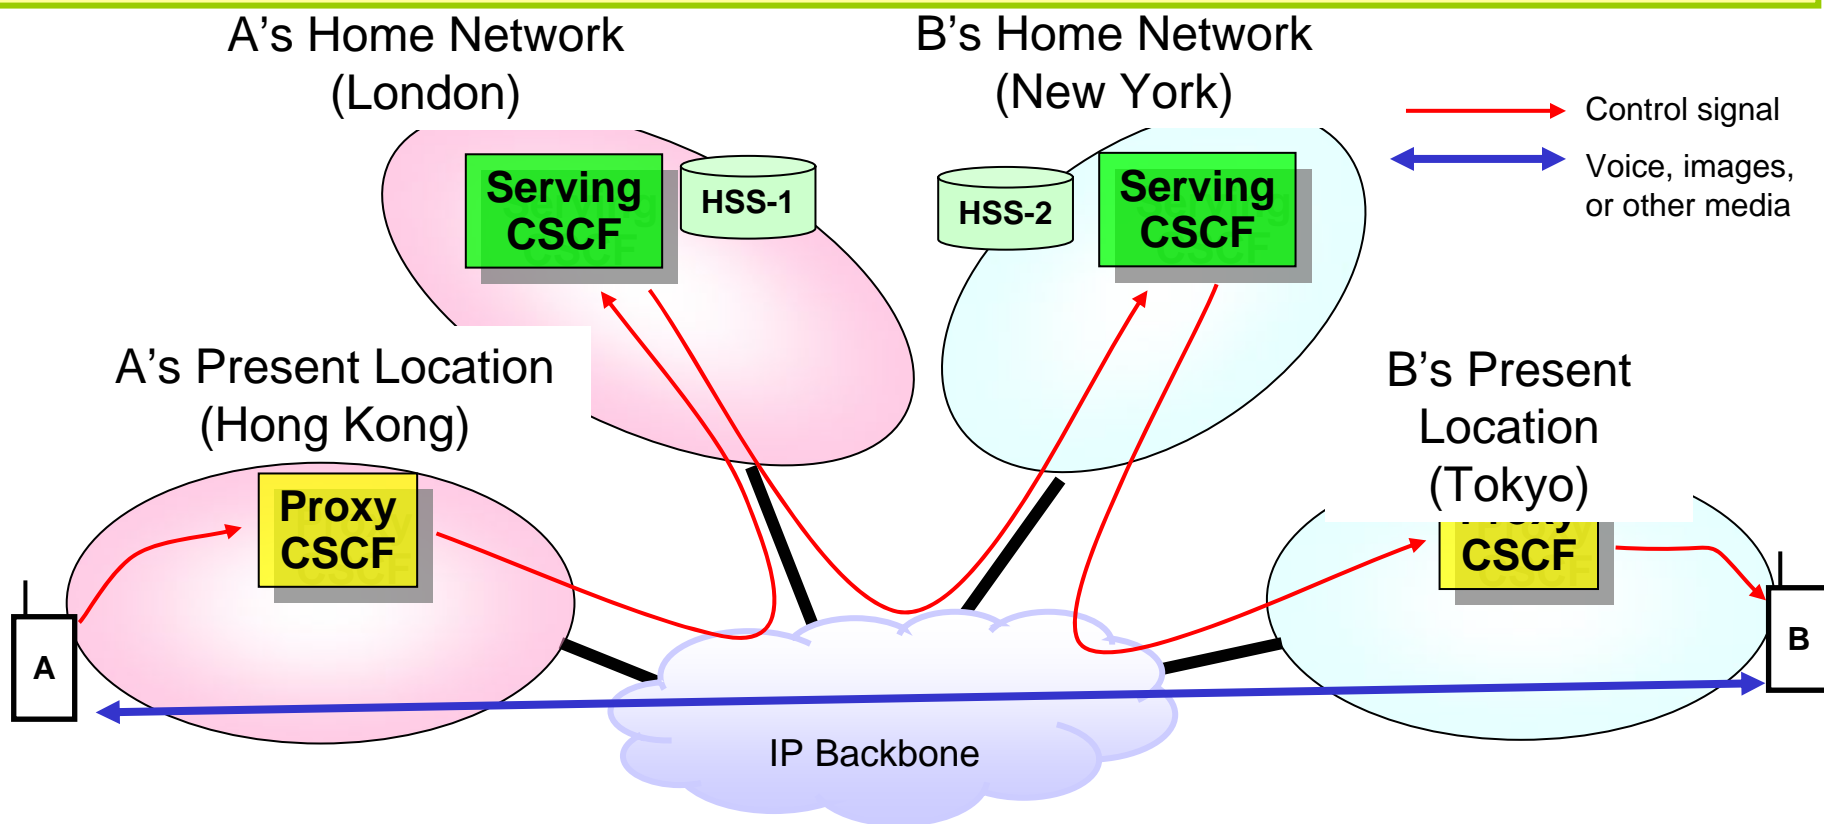 A's Home Network
(London)
B's Home Network
(New York)
Control signal
Voice, images,
or other media
Serving
CSCF
HSS-1
HSS-2
Serving
CSCF
A's Present Location
(Hong Kong)
B's Present
Location
(Tokyo)
Proxy
CSCF
Proxy
CSCF
A
B
IP Backbone